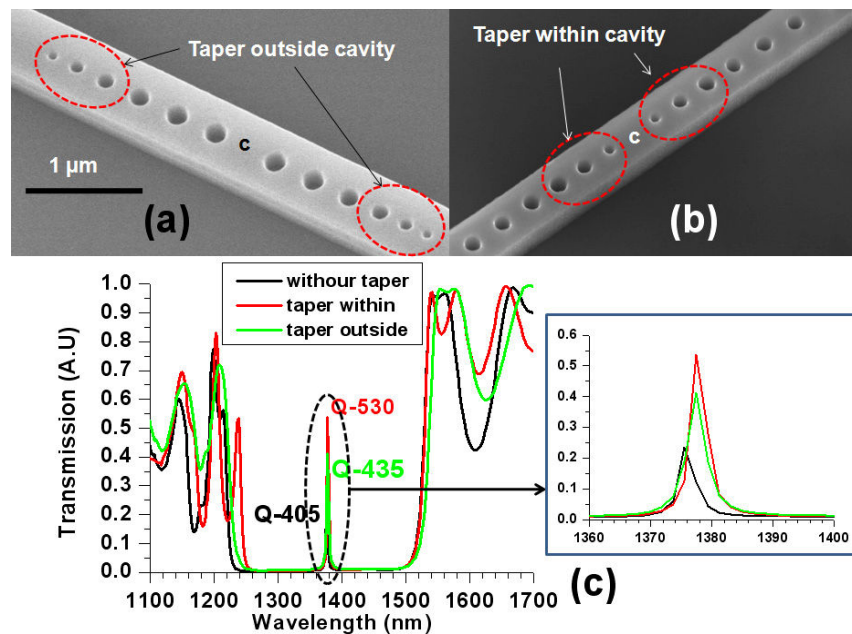 Taper outside cavity
c
1 µm
(a)
Taper within cavity
c
(b)
withour taper
taper within
taper outside
Transmission (A.U)
1.0
0.9
0.8
0.7
0.6
0.5
0.4
0.3
0.2
0.1
0.0
1100 1200 1300 1400 1500 1600 1700
Wavelength (nm)
Q-530
Q-435
Q-405
0.6
0.5
0.4
0.3
0.2
0.1
0.0
1360 1370 1380 1390 1400
(c)